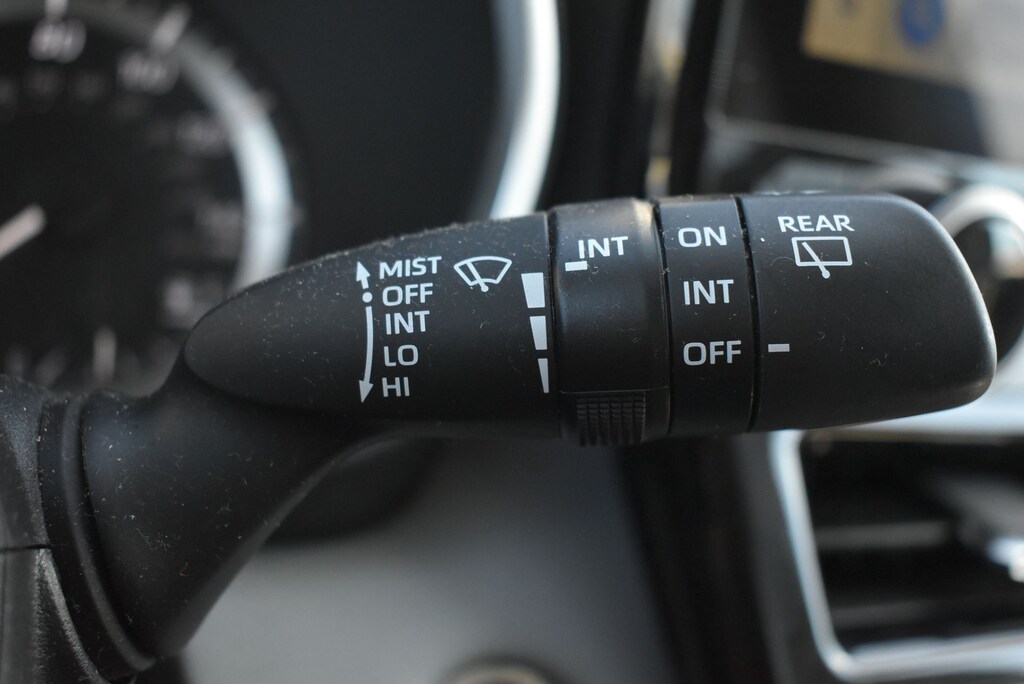 MIST
OFF
INT
LO
HI
INT
ON
INT
OFF
REAR